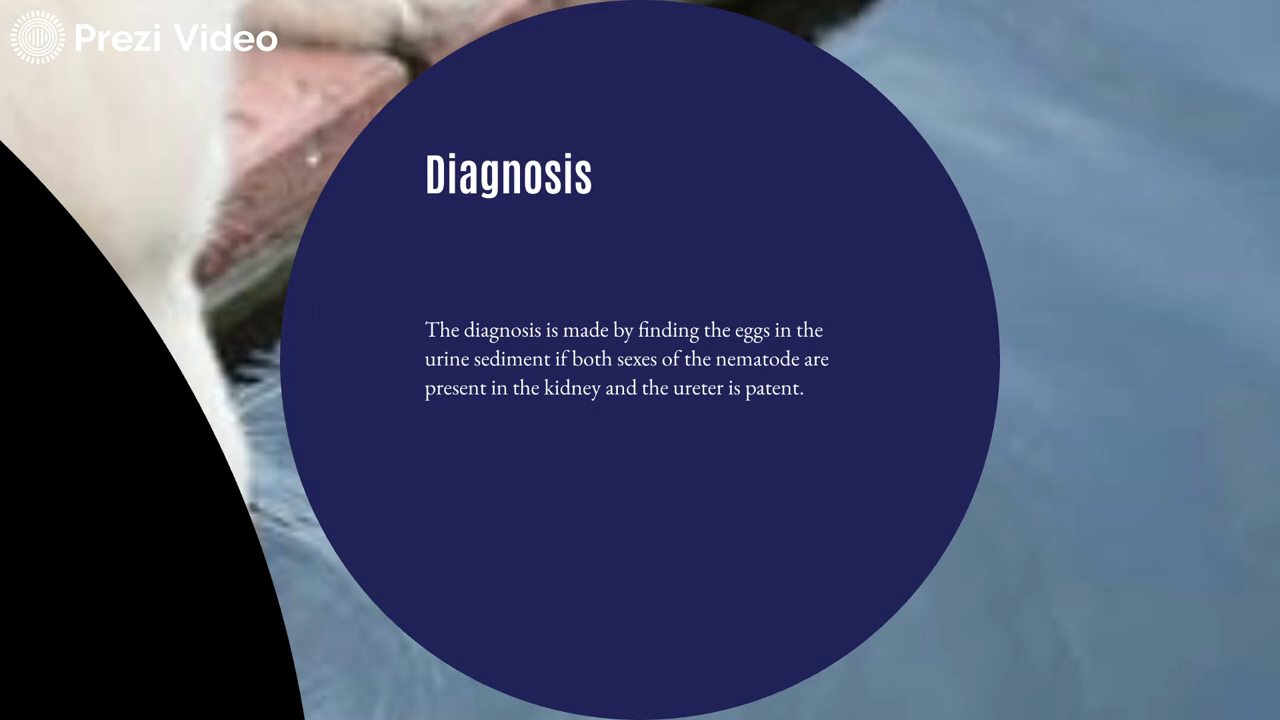 Prezi Video
Diagnosis
The diagnosis is made by finding the eggs in the
urine sediment if both sexes of the nematode are
present in the kidney and the ureter is patent.